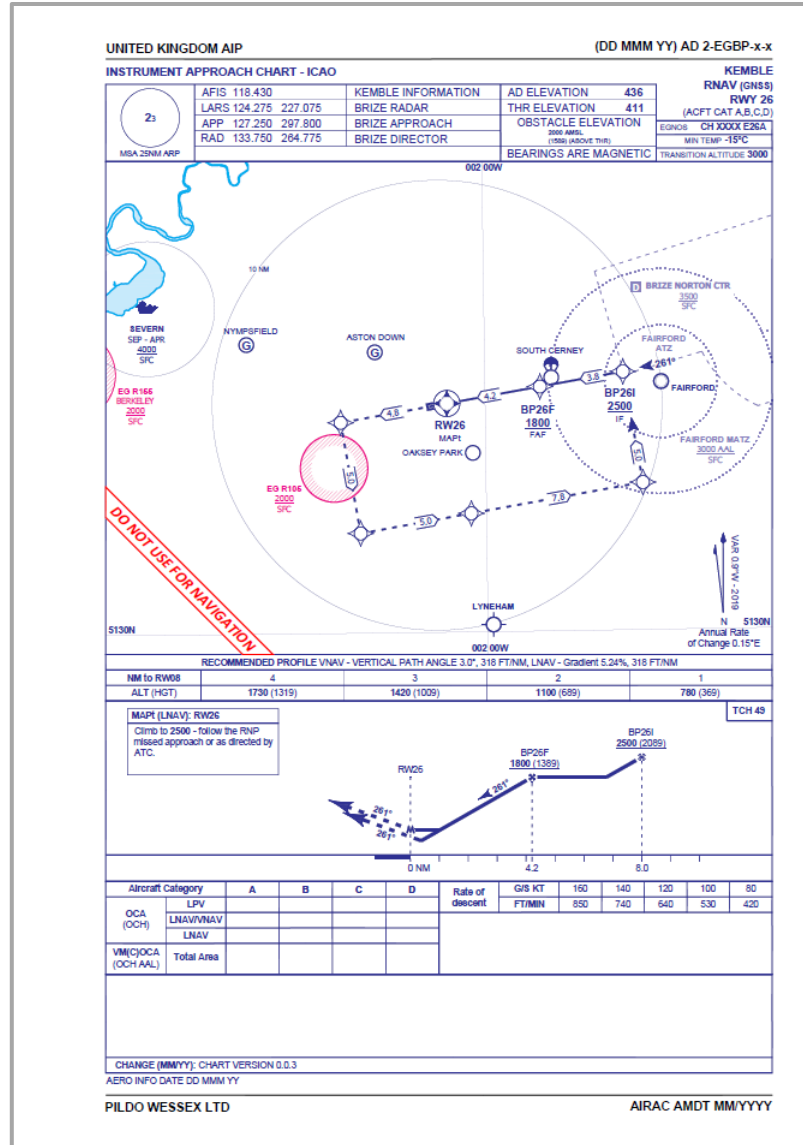 UNITED KINGDOM AIP
(DD MMM YY) AD 2-EGBP-x-x
INSTRUMENT APPROACH CHART - ICAO
KEMBLE
RNAV (GNSS)
RWY 26
(ACFT CAT A,B,C,D)
23
MSA 25NM ARP
AFIS 118.430 KEMBLE INFORMATION
LARS 124.275 227.075 BRIZE RADAR
APP 127.250 297.800 BRIZE APPROACH
RAD 133.750 264.775 BRIZE DIRECTOR
AD ELEVATION 436
THR ELEVATION 411
OBSTACLE ELEVATION
2000 AMSL
(1589) (ABOVE THR)
BEARINGS ARE MAGNETIC
EGNOS CH XXXX E26A
MIN TEMP -15°C
TRANSITION ALTITUDE 3000
002 00W
10 NM
D BRIZE NORTON CTR
3500
SFC
SEVERN
SEP - APR
4000
SFC
NYMPSFIELD
G
ASTON DOWN
G
SOUTH CERNEY
FAIRFORD
ATZ
261°
FAIRFORD
EG R155
BERKELEY
2000
SFC
4.8
4.2
3.8
RW26
MAPt
BP26F
1800
FAF
BP26I
2500
IF
OAKSEY PARK
FAIRFORD MATZ
3000 AAL
SFC
EG R105
2000
SFC
5.0
5.0
7.8
5.0
DO NOT USE FOR NAVIGATION
VAR 0.9°W - 2019
N
Annual Rate
of Change 0.15°E
LYNEHAM
5130N
5130N
002 00W
RECOMMENDED PROFILE VNAV - VERTICAL PATH ANGLE 3.0°, 318 FT/NM, LNAV - Gradient 5.24%, 318 FT/NM
NM to RW08 4 3 2 1
ALT (HGT) 1730 (1319) 1420 (1009) 1100 (689) 780 (369)
MAPt (LNAV): RW26
Climb to 2500 - follow the RNP
missed approach or as directed by
ATC.
TCH 49
RW26
BP26F
1800 (1389)
BP26I
2500 (2089)
261°
261°
261°
M
0 NM 4.2 8.0
Aircraft Category A B C D
OCA
(OCH)
LPV
LNAV/VNAV
LNAV
VM(C)OCA
(OCH AAL)
Total Area
Rate of
descent
G/S KT 160 140 120 100 80
FT/MIN 850 740 640 530 420
CHANGE (MM/YY): CHART VERSION 0.0.3
AERO INFO DATE DD MMM YY
PILDO WESSEX LTD
AIRAC AMDT MM/YYYY